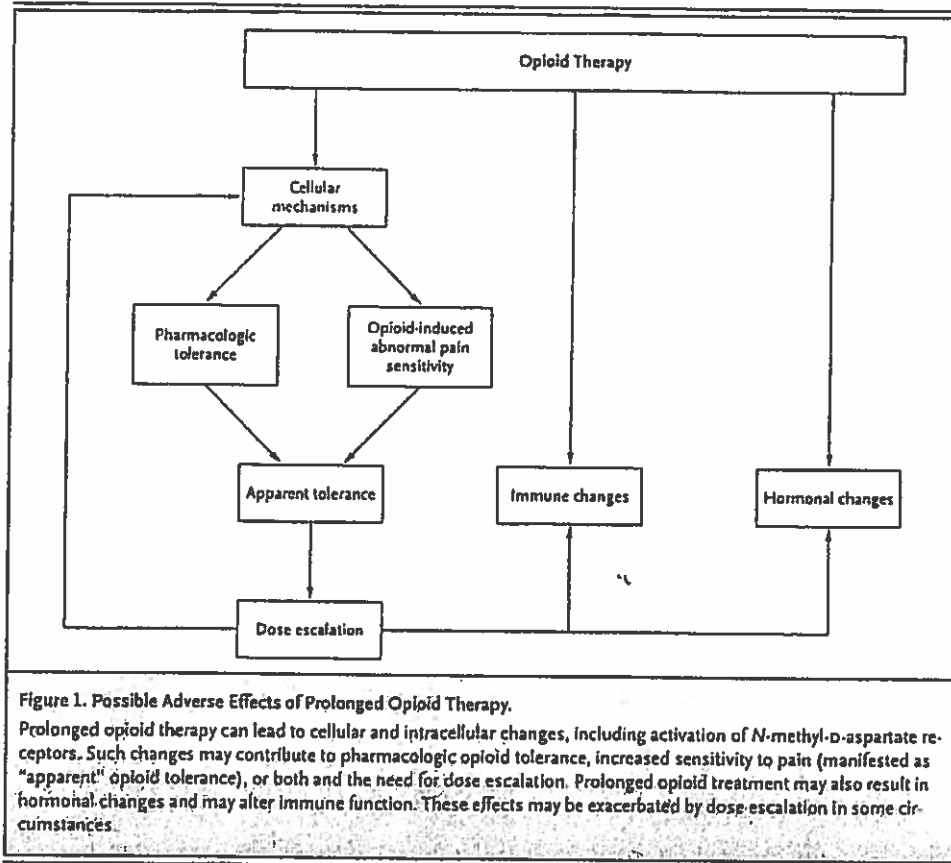 Opioid Therapy
Cellular
mechanisms
Pharmacologic
tolerance
Opioid-induced
abnormal pain
sensitivity
Apparent tolerance
Immune changes
Hormonal changes
Dose escalation
Figure 1. Possible Adverse Effects of Prolonged Opioid Therapy.
Prolonged opioid therapy can lead to cellular and intracellular changes, including activation of N-methyl-D-aspartate re-
ceptors. Such changes may contribute to pharmacologic opioid tolerance, increased sensitivity to pain (manifested as
"apparent" opioid tolerance), or both and the need for dose escalation. Prolonged opioid treatment may also result in
hormonal changes and may alter immune function. These effects may be exacerbated by dose escalation in some cir-
cumstances.